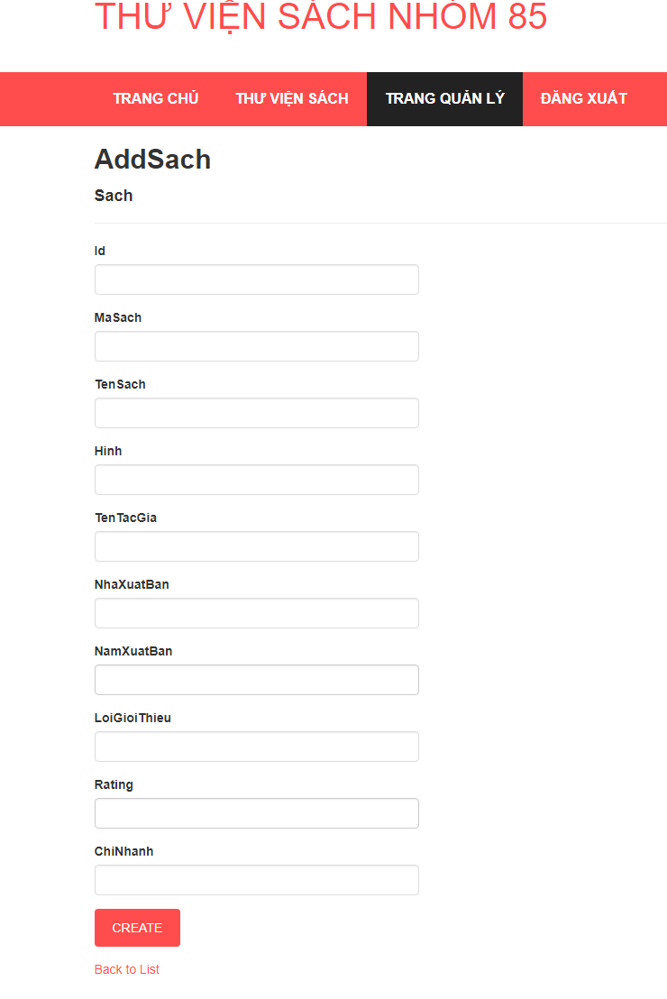 THƯ VIỆN SÁCH NHÓM 85
TRANG CHỦ THƯ VIỆN SÁCH TRANG QUẢN LÝ ĐĂNG XUẤT
AddSach
Sach
Id
MaSach
TenSach
Hinh
TenTacGia
NhaXuatBan
NamXuatBan
LoiGioiThieu
Rating
ChiNhanh
CREATE
Back to List